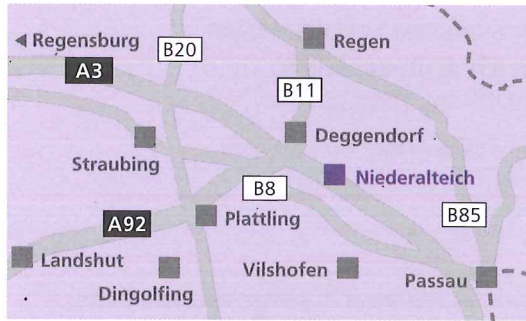 ◄ Regensburg
B20
Regen
A3
B11
Deggendorf
Straubing
Niederalteich
B8
A92
Plattling
B85
Landshut
Vilshofen
Passau
Dingolfing